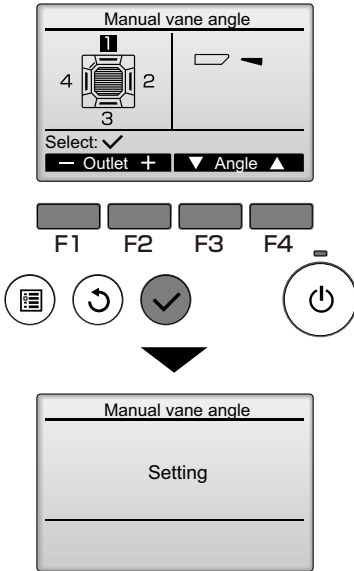 Manual vane angle
1
4 2
3
Select: ✓
− Outlet + ▼ Angle ▲
F1 F2 F3 F4
Manual vane angle
Setting